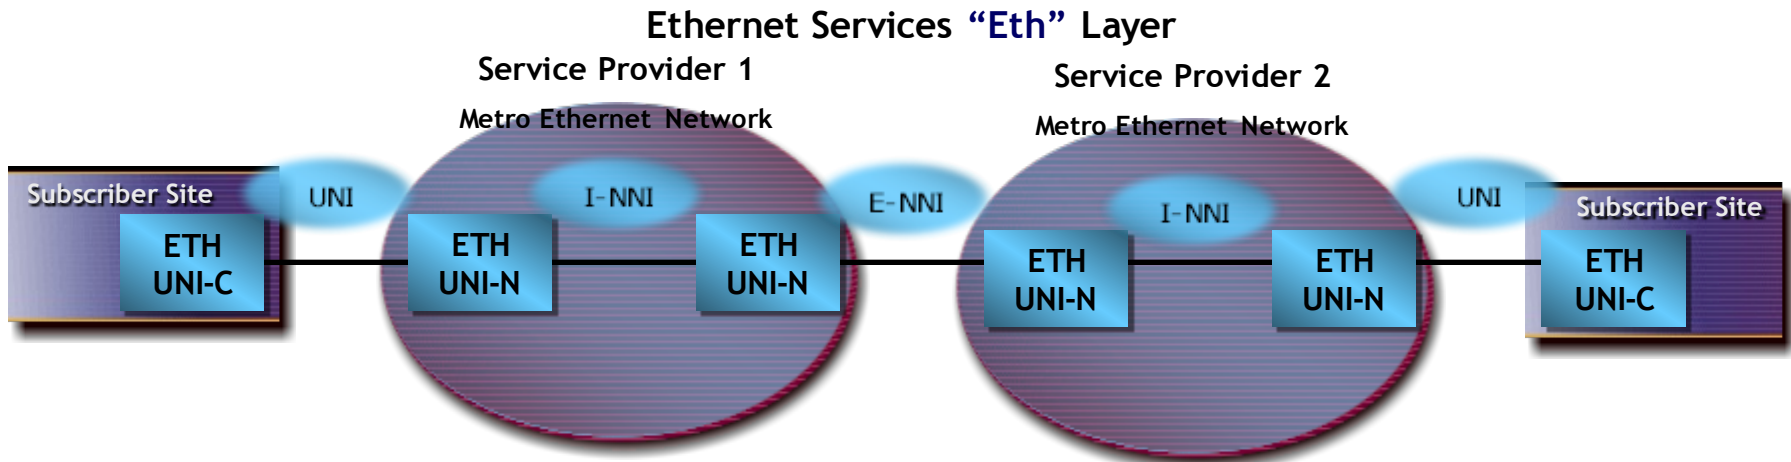 Ethernet Services “Eth” Layer
Service Provider 1
Metro Ethernet Network
Service Provider 2
Metro Ethernet Network
Subscriber Site
UNI
I-NNI
E-NNI
I-NNI
UNI
Subscriber Site
ETH
UNI-C
ETH
UNI-N
ETH
UNI-N
ETH
UNI-N
ETH
UNI-N
ETH
UNI-C